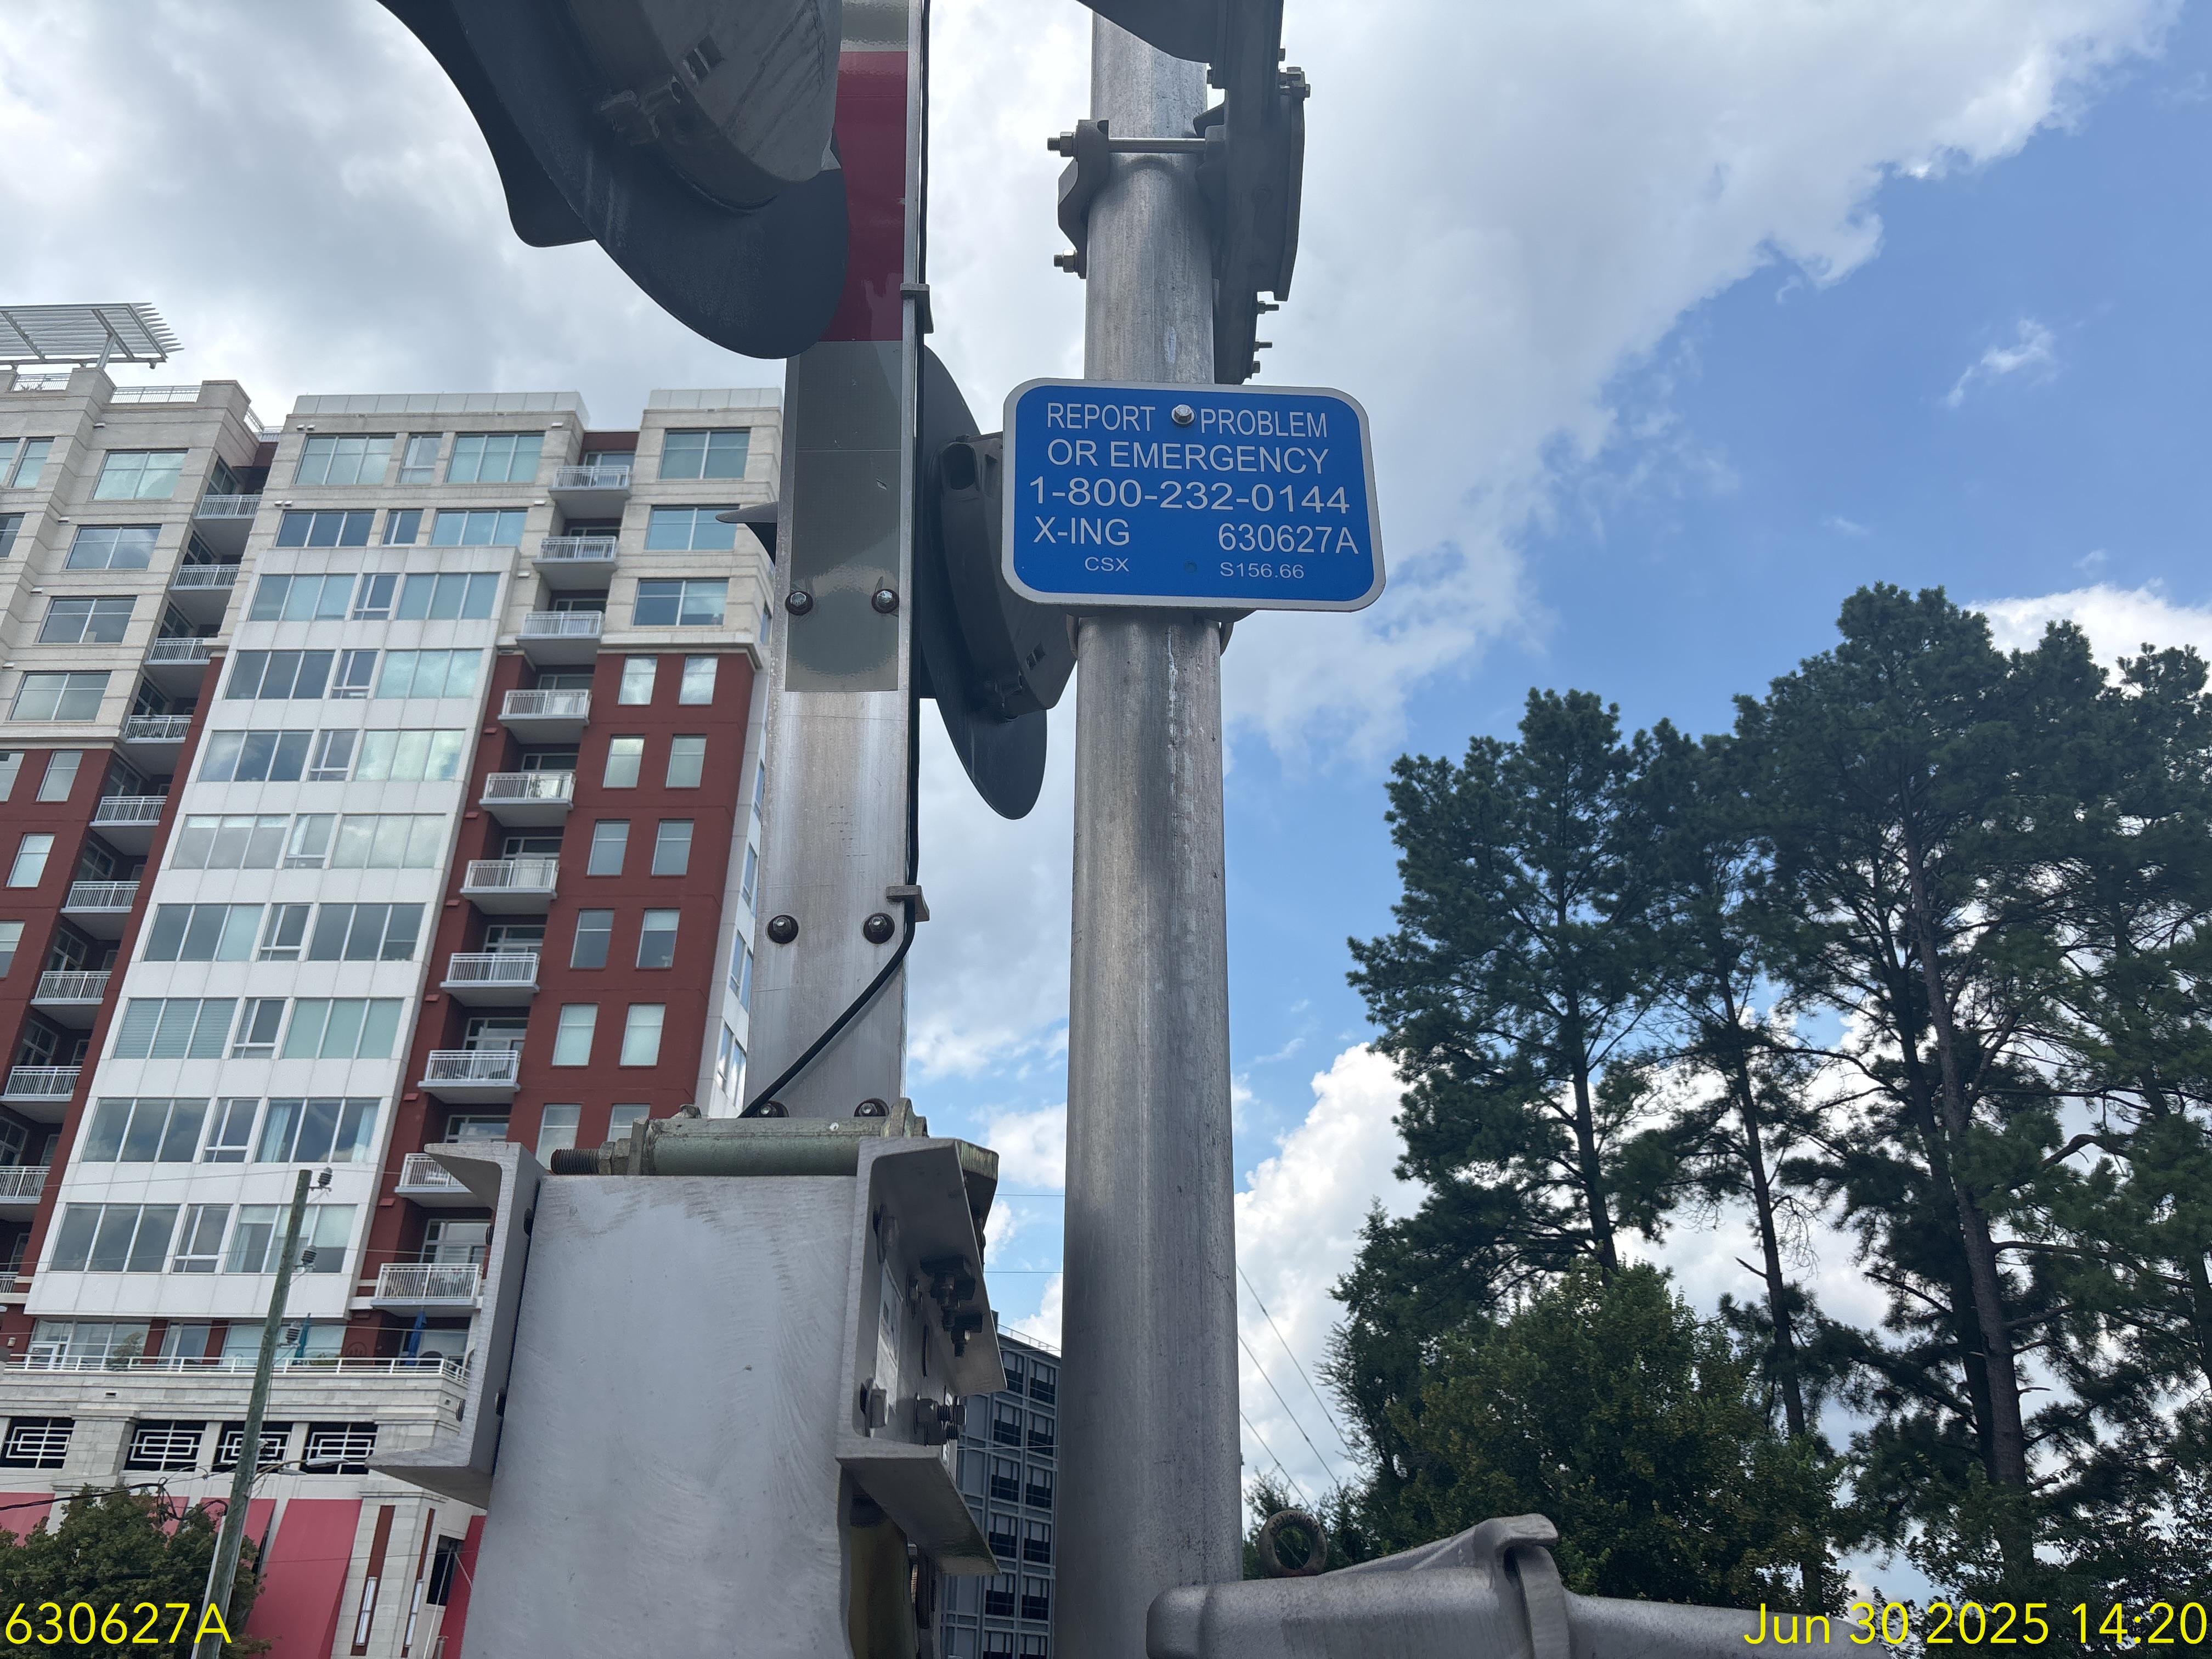 REPORT PROBLEM
OR EMERGENCY
1-800-232-0144
X-ING 630627A
CSX S156.66
630627A
Jun 30 2025 14:20